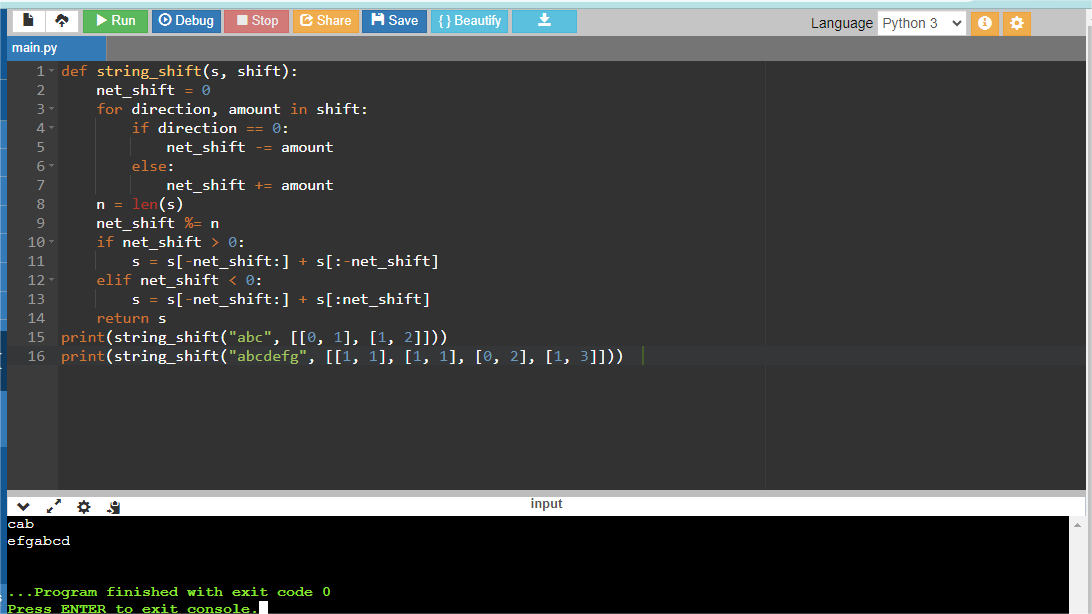 Run Debug Stop Share Save { } Beautify Language Python 3
main.py
1 def string_shift(s, shift):
2     net_shift = 0
3     for direction, amount in shift:
4         if direction == 0:
5             net_shift -= amount
6         else:
7             net_shift += amount
8     n = len(s)
9     net_shift %= n
10     if net_shift > 0:
11         s = s[-net_shift:] + s[:-net_shift]
12     elif net_shift < 0:
13         s = s[-net_shift:] + s[:net_shift]
14     return s
15 print(string_shift("abc", [[0, 1], [1, 2]]))
16 print(string_shift("abcdefg", [[1, 1], [1, 1], [0, 2], [1, 3]]))
input
cab
efgabcd
...Program finished with exit code 0
Press ENTER to exit console.